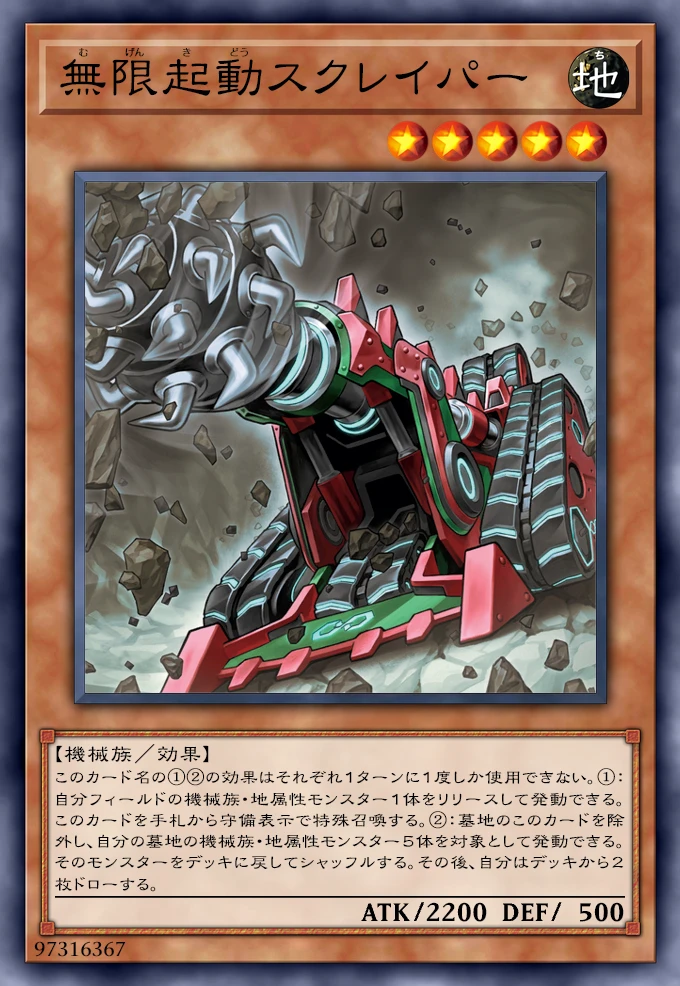 む げん き どう
無限起動スクレイパー
ち
地
【機械族／効果】
このカード名の①②の効果はそれぞれ１ターンに１度しか使用できない。①：
自分フィールドの機械族・地属性モンスター１体をリリースして発動できる。
このカードを手札から守備表示で特殊召喚する。②：墓地のこのカードを除
外し、自分の墓地の機械族・地属性モンスター５体を対象として発動できる。
そのモンスターをデッキに戻してシャッフルする。その後、自分はデッキから２
枚ドローする。
ATK/2200 DEF/ 500
97316367